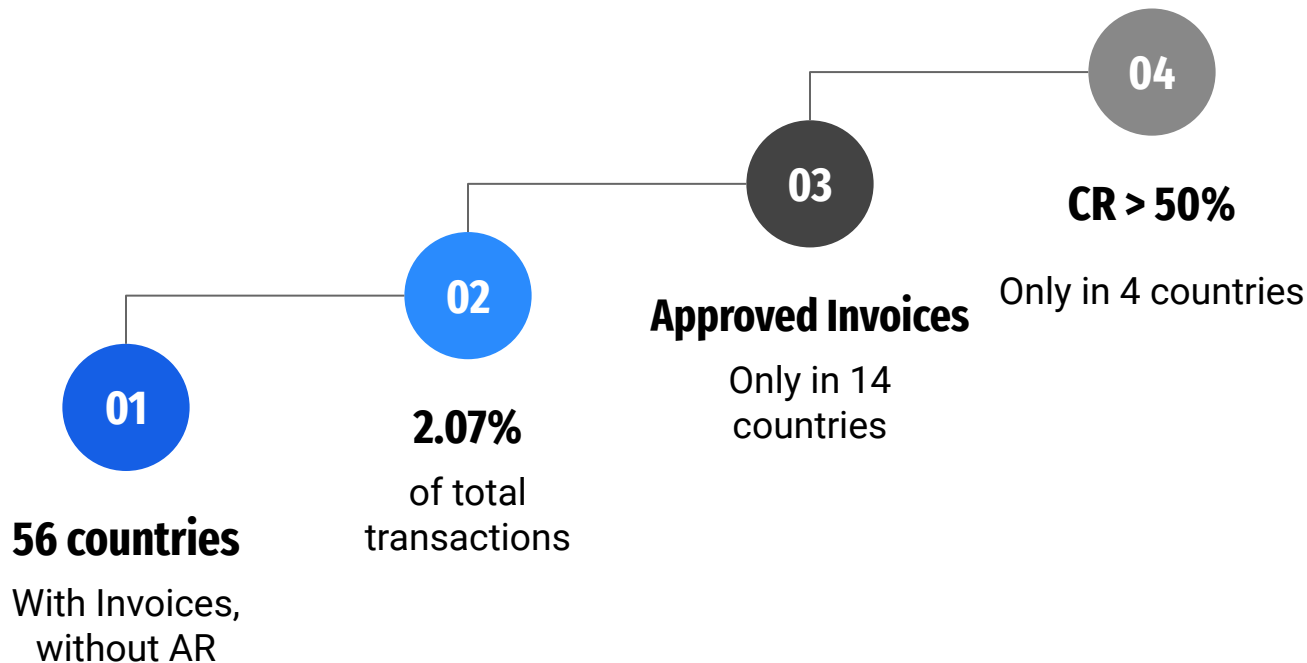 01
56 countries
With Invoices,
without AR
02
2.07%
of total
transactions
03
Approved Invoices
Only in 14
countries
04
CR > 50%
Only in 4 countries